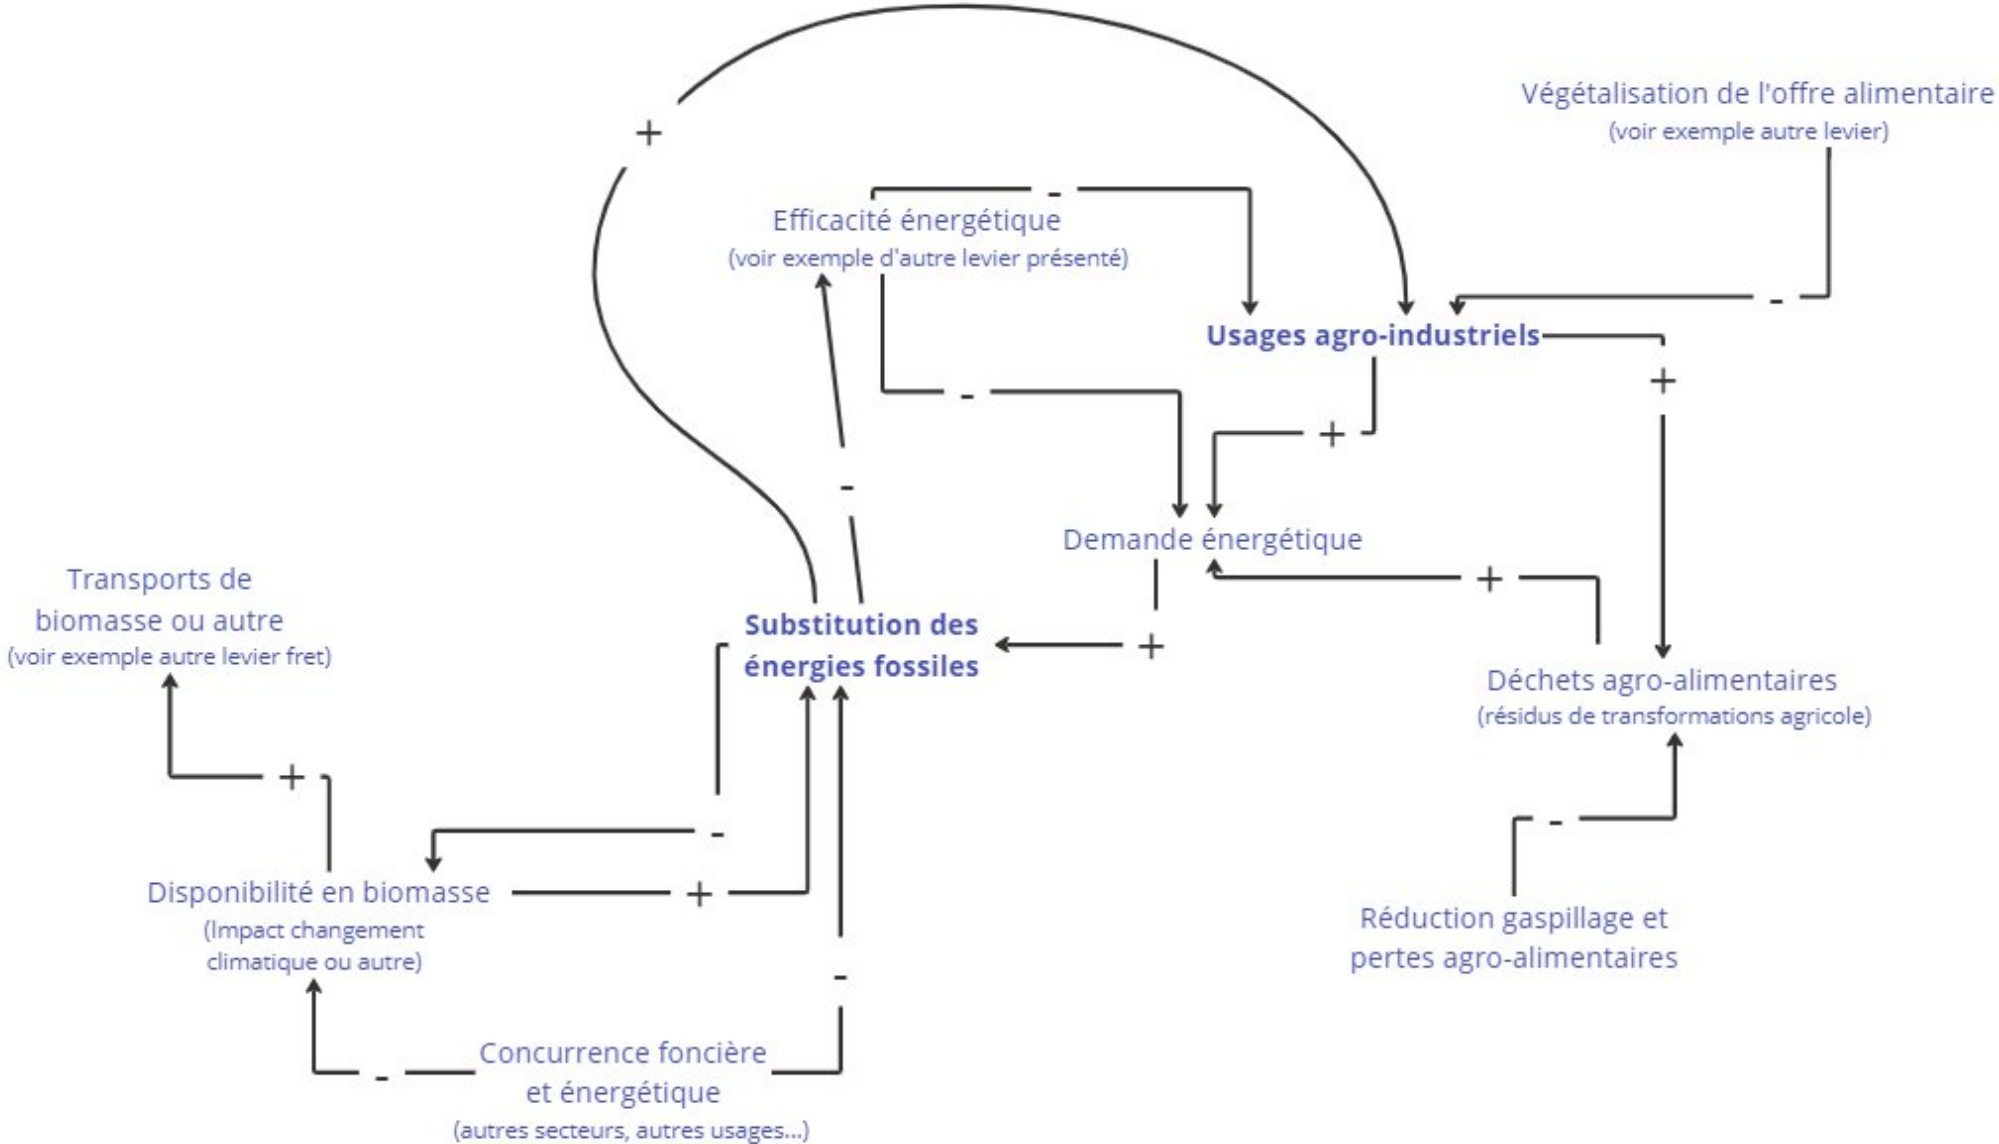 Végétalisation de l'offre alimentaire
(voir exemple autre levier)
+
-
Efficacité énergétique
(voir exemple d'autre levier présenté)
-
Usages agro-industriels
+
-
+
-
Demande énergétique
+
Transports de
biomasse ou autre
(voir exemple autre levier fret)
Substitution des
énergies fossiles
+
Déchets agro-alimentaires
(résidus de transformations agricole)
+
-
-
Disponibilité en biomasse
(Impact changement
climatique ou autre)
+
Réduction gaspillage et
pertes agro-alimentaires
-
-
Concurrence foncière
et énergétique
(autres secteurs, autres usages...)